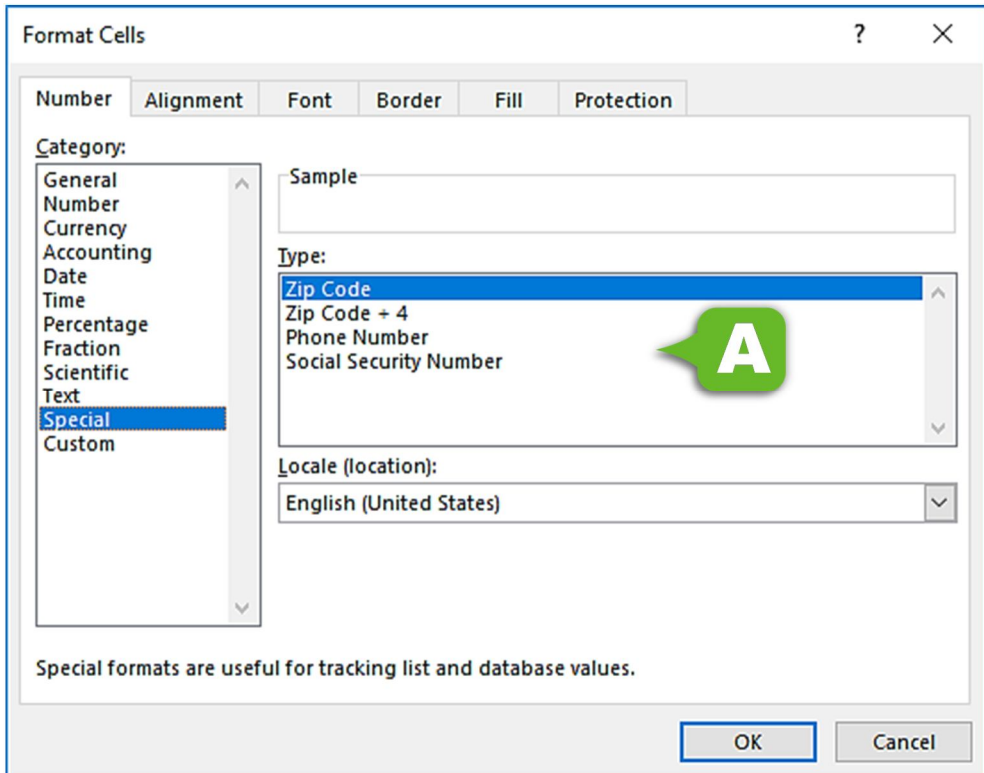 Format Cells
?
Number Alignment Font Border Fill Protection
Category:
General
Number
Currency
Accounting
Date
Time
Percentage
Fraction
Scientific
Text
Special
Custom
Sample
Type:
Zip Code
Zip Code + 4
Phone Number
Social Security Number
A
Locale (location):
English (United States)
Special formats are useful for tracking list and database values.
OK Cancel